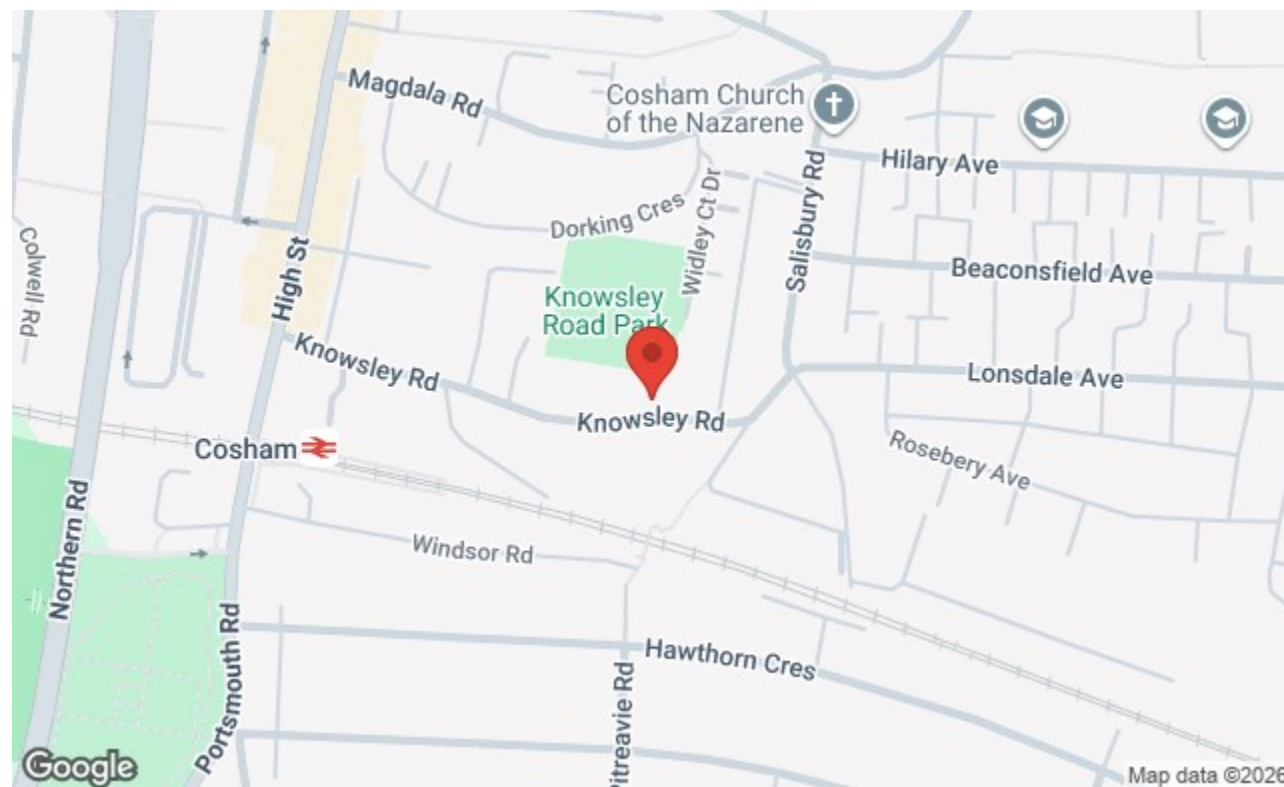 Magdala Rd
Cosham Church
of the Nazarene
Hilary Ave
Salisbury Rd
Dorking Cres
Widley Ct Dr
Colwell Rd
High St
Beaconsfield Ave
Knowsley
Road Park
Knowsley Rd
Lonsdale Ave
Knowsley Rd
Cosham
Rosebery Ave
Northern Rd
Windsor Rd
Portsmouth Rd
Hawthorn Cres
Pitreavie Rd
Google
Map data ©2026